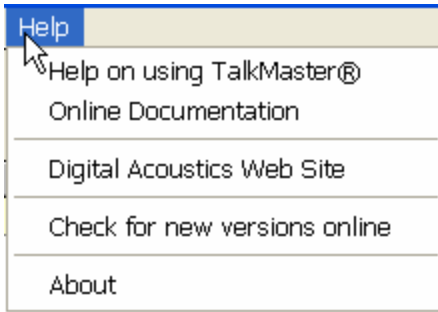 Help
Help on using TalkMaster®
Online Documentation
Digital Acoustics Web Site
Check for new versions online
About